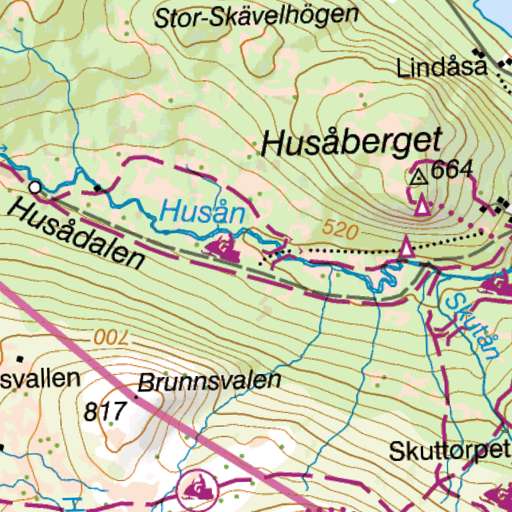 Stor-Skävelhögen
Lindåsa
Husåberget
664
Husån
520
Husådalen
Skutån
700
svallen
Brunnsvalen
817
Skuttorpet